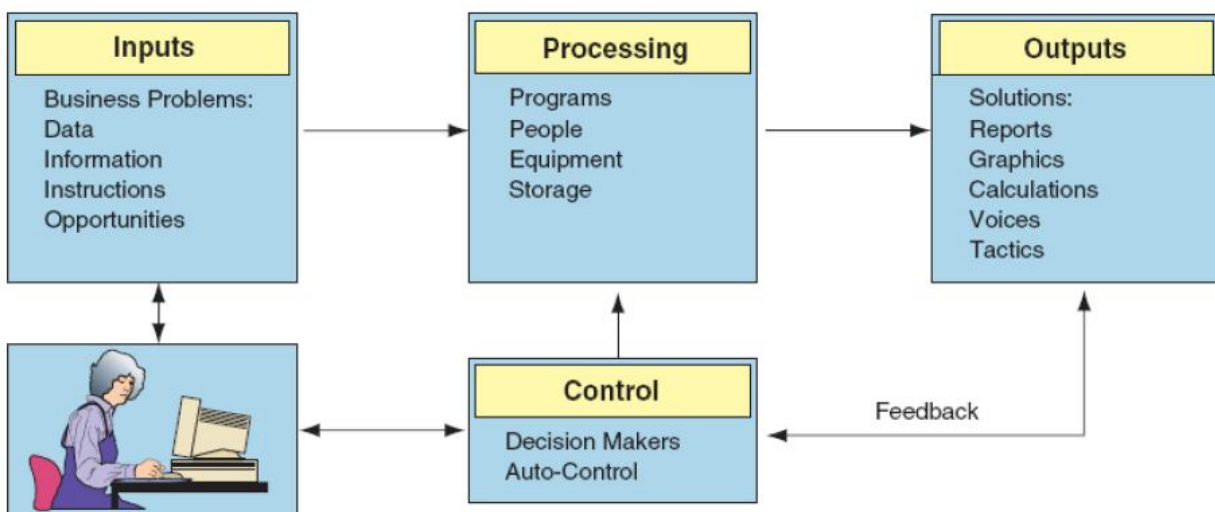 Inputs
Business Problems:
Data
Information
Instructions
Opportunities
Processing
Programs
People
Equipment
Storage
Outputs
Solutions:
Reports
Graphics
Calculations
Voices
Tactics
Control
Decision Makers
Auto-Control
Feedback